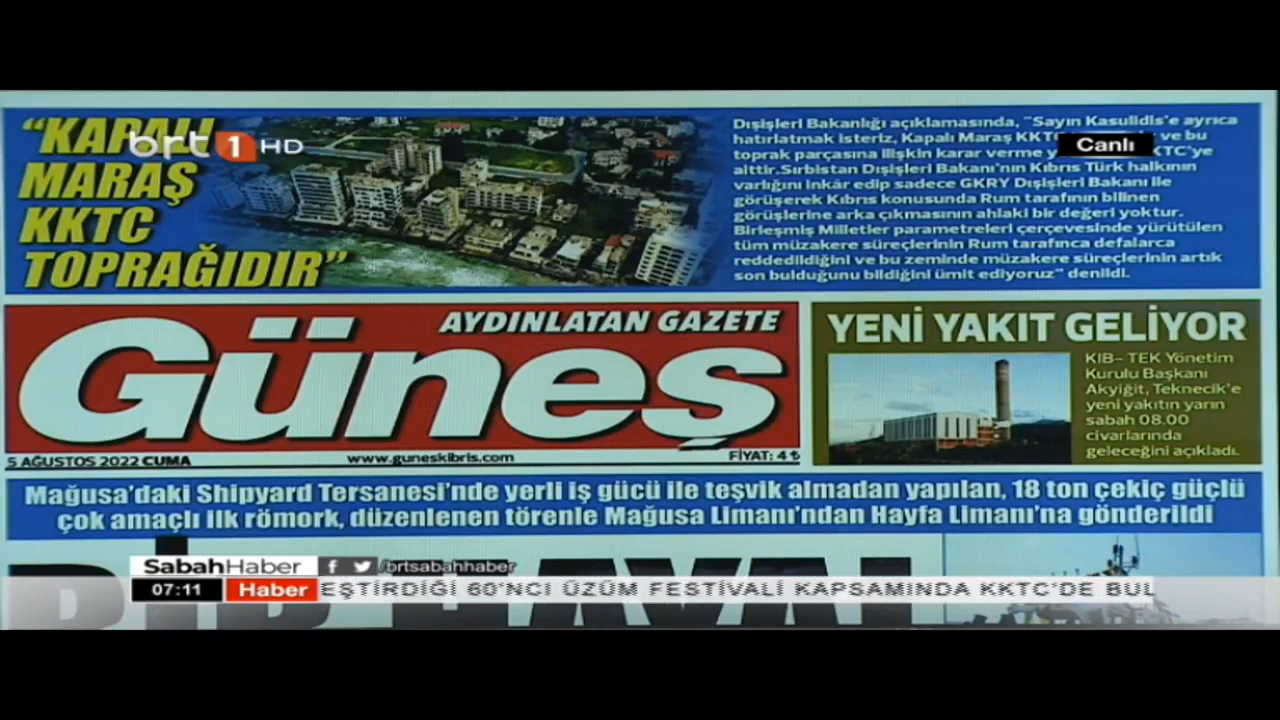 "KAPALI
MARAŞ
KKTC
TOPRAĞIDIR"
brt 1 HD
Canlı
Dışişleri Bakanlığı açıklamasında, "Sayın Kasulidis'e ayrıca
hatırlatmak isteriz, Kapalı Maraş KKTC ve bu
toprak parçasına ilişkin karar verme KKTC'ye
aittir.Sırbistan Dışişleri Bakanı'nın Kıbrıs Türk halkının
varlığını inkâr edip sadece GKRY Dışişleri Bakanı ile
görüşerek Kıbrıs konusunda Rum tarafının bilinen
görüşlerine arka çıkmasının ahlaki bir değeri yoktur.
Birleşmiş Milletler parametreleri çerçevesinde yürütülen
tüm müzakere süreçlerinin Rum tarafınca defalarca
reddedildiğini ve bu zeminde müzakere süreçlerinin artık
son bulduğunu bildiğini ümit ediyoruz" denildi.
AYDINLATAN GAZETE
Güneş
5 AĞUSTOS 2022 CUMA
www.guneskibris.com
FİYAT: 4 ₺
YENİ YAKIT GELİYOR
KIB- TEK Yönetim
Kurulu Başkanı
Akyiğit, Teknecik'e
yeni yakıtın yarın
sabah 08.00
civarlarında
geleceğini açıkladı.
Mağusa'daki Shipyard Tersanesi'nde yerli iş gücü ile teşvik almadan yapılan, 18 ton çekiç güçlü
çok amaçlı ilk römork, düzenlenen törenle Mağusa Limanı'ndan Hayfa Limanı'na gönderildi
SabahHaber
/brtsabahhaber
07:11
Haber
EŞTİRDİĞİ 60'NCI ÜZÜM FESTİVALİ KAPSAMINDA KKTC'DE BUL